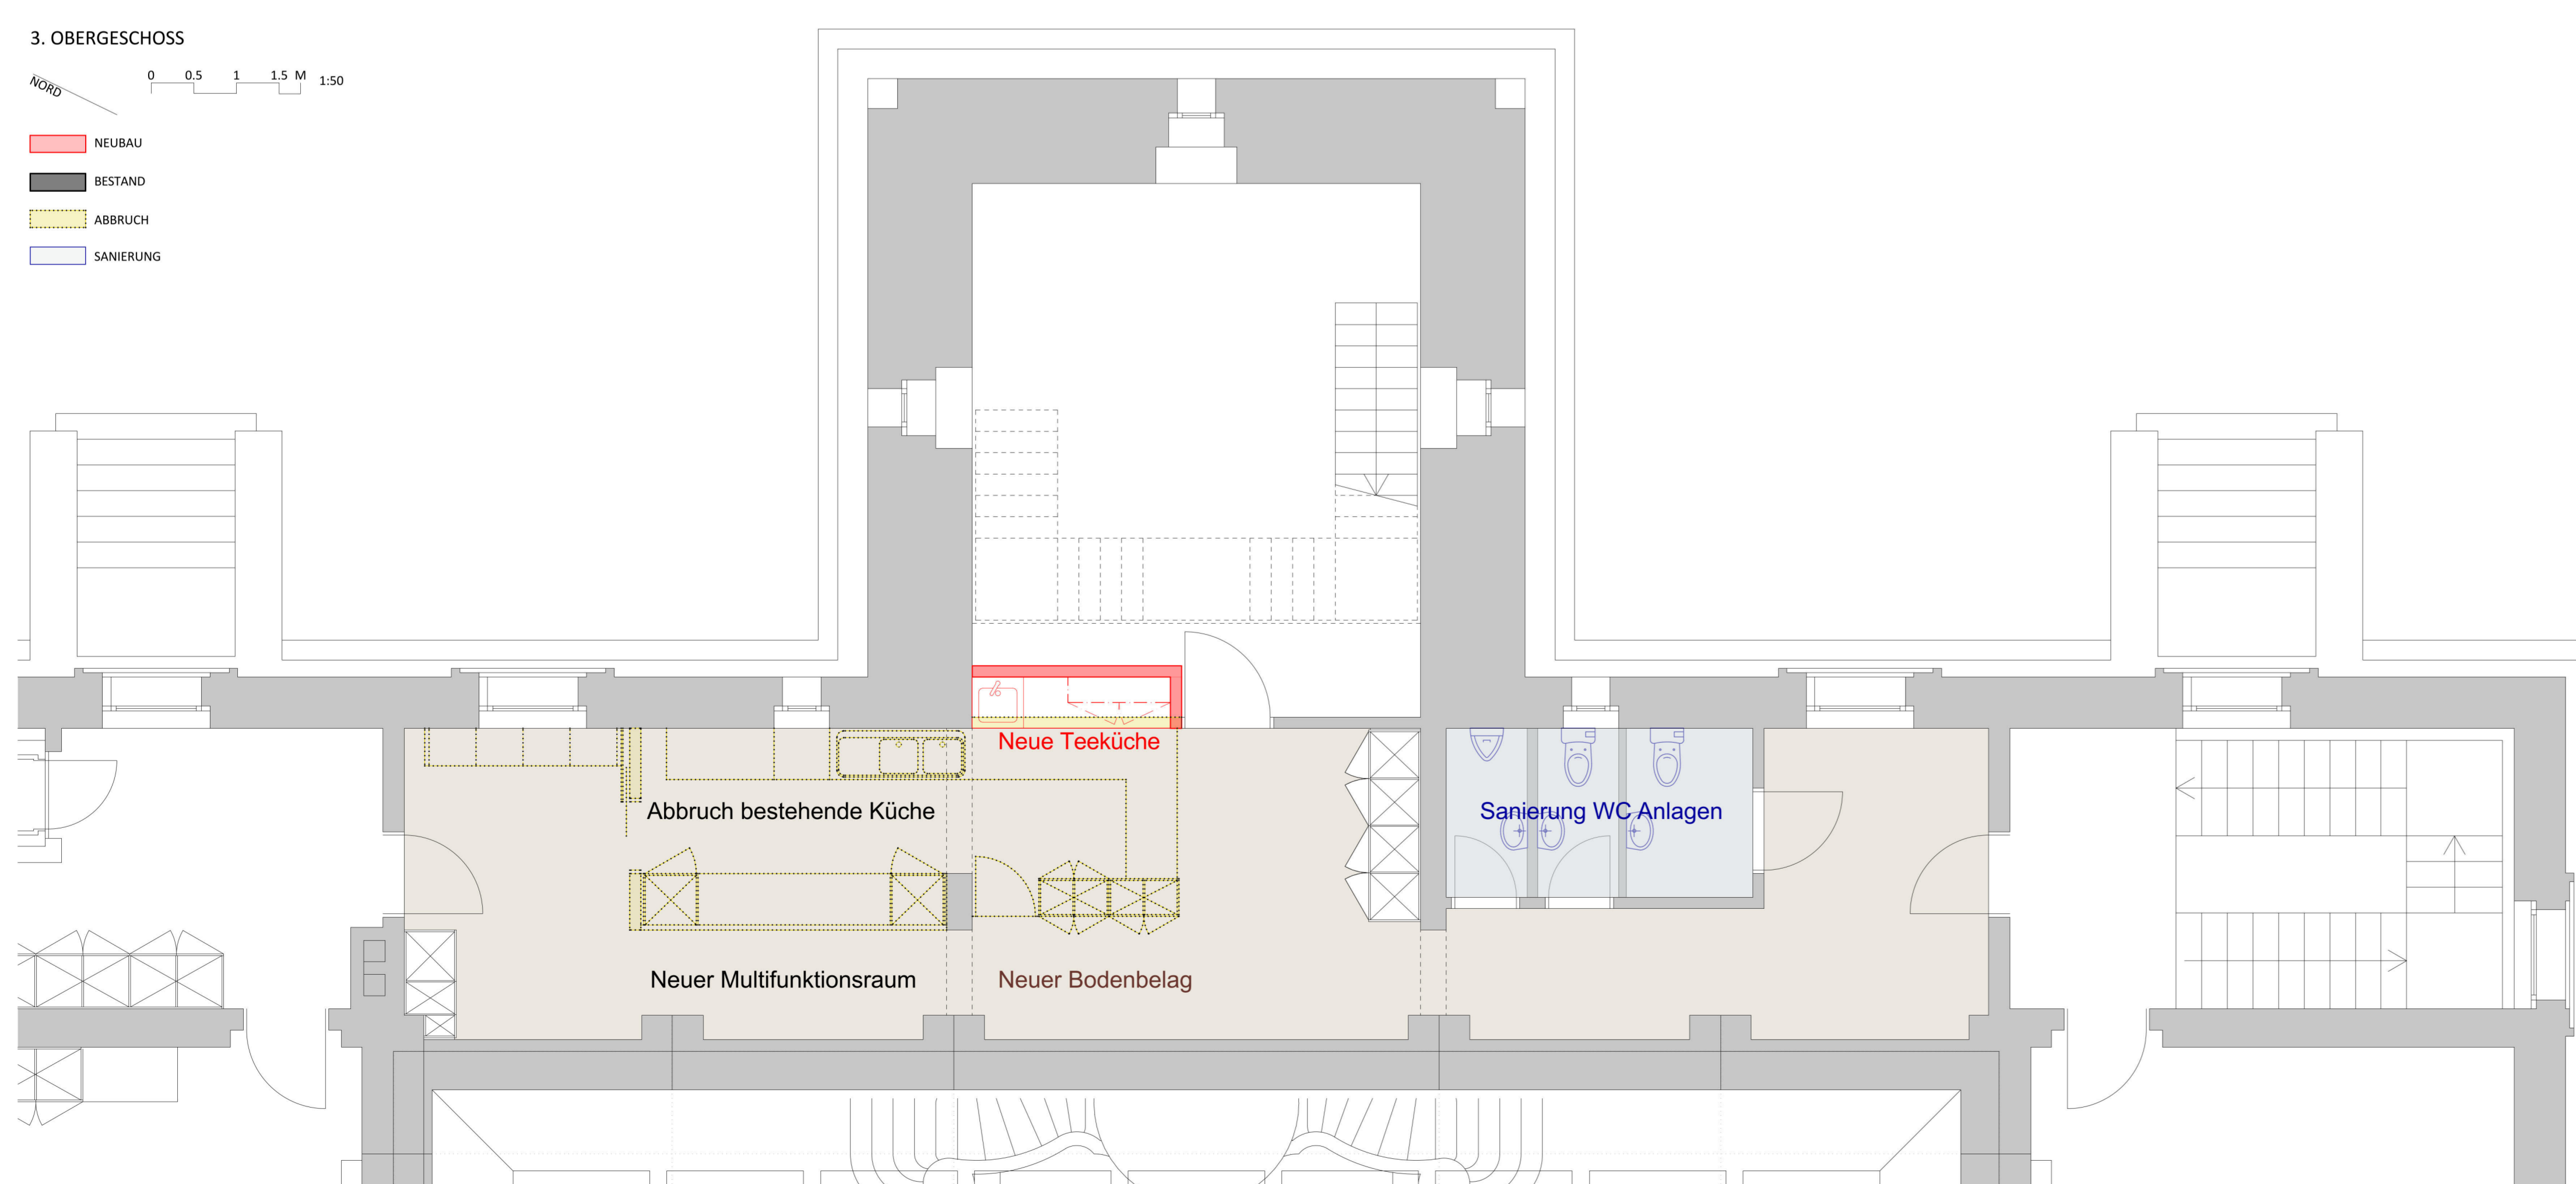 3. OBERGESCHOSS
NORD
0 0.5 1 1.5 M 1:50
NEUBAU
BESTAND
ABBRUCH
SANIERUNG
Neue Teeküche
Abbruch bestehende Küche
Sanierung WC Anlagen
Neuer Multifunktionsraum
Neuer Bodenbelag